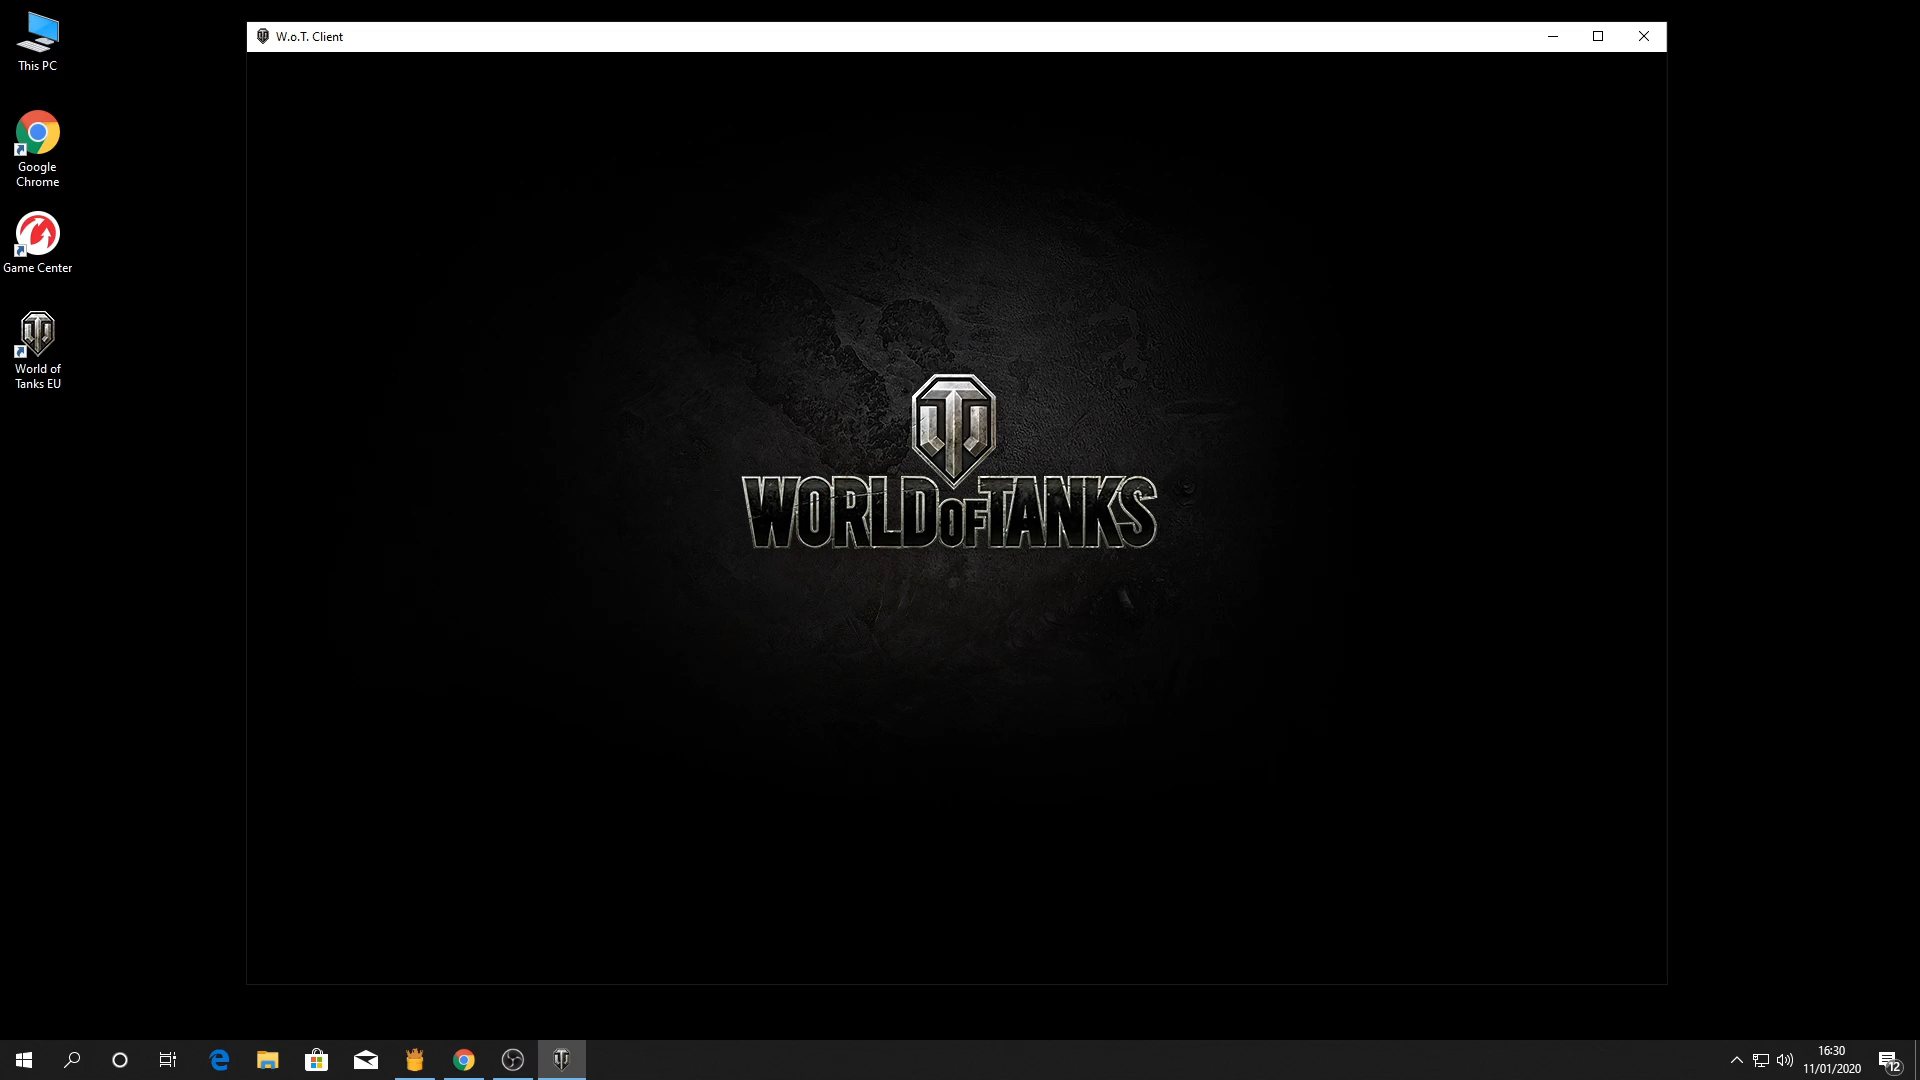 This PC
Google
Chrome
Game Center
World of
Tanks EU
W.o.T. Client
WORLD OF TANKS
16:30
11/01/2020
12